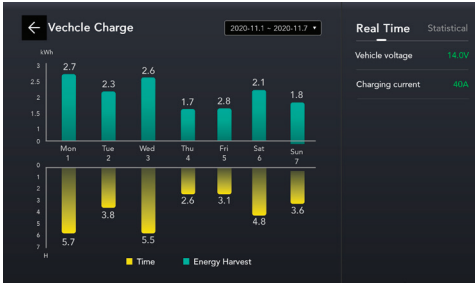 Vechcle Charge
2020-11.1 - 2020-11.7
Real Time Statistical
Vehicle voltage 14.0V
Charging current 40A
kWh
3
2.5
2
1.5
1
0
2.7 2.3 2.6 1.7 2.8 2.1 1.8
Mon Tue Wed Thu Fri Sat Sun
1 2 3 4 5 6 7
0
1
2
3
4
5
6
7
H
5.7 3.8 5.5 2.6 3.1 4.8 3.6
Time Energy Harvest